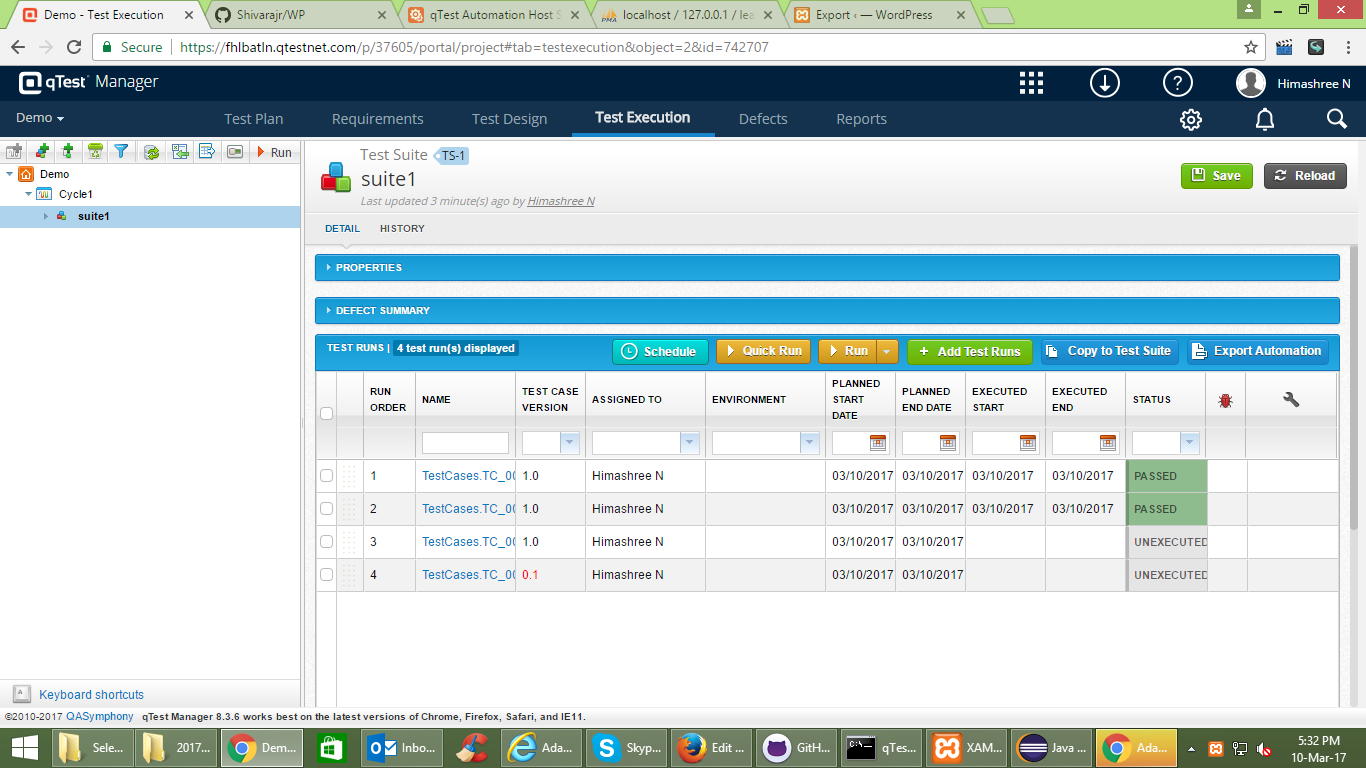 Demo - Test Execution
Shivarajr/WP
qTest Automation Host S
localhost / 127.0.0.1 / lea
Export ‹ — WordPress
Secure
https://fhlbatln.qtestnet.com/p/37605/portal/project#tab=testexecution&object=2&id=742707
qTest Manager
Himashree N
Demo
Test Plan
Requirements
Test Design
Test Execution
Defects
Reports
Run
Demo
Cycle1
suite1
Test Suite TS-1
suite1
Last updated 3 minute(s) ago by Himashree N
Save
Reload
DETAIL
HISTORY
PROPERTIES
DEFECT SUMMARY
TEST RUNS | 4 test run(s) displayed
Schedule
Quick Run
Run
+ Add Test Runs
Copy to Test Suite
Export Automation
RUN ORDER
NAME
TEST CASE VERSION
ASSIGNED TO
ENVIRONMENT
PLANNED START DATE
PLANNED END DATE
EXECUTED START
EXECUTED END
STATUS
1 TestCases.TC_00 1.0 Himashree N 03/10/2017 03/10/2017 03/10/2017 03/10/2017 PASSED
2 TestCases.TC_00 1.0 Himashree N 03/10/2017 03/10/2017 03/10/2017 03/10/2017 PASSED
3 TestCases.TC_00 1.0 Himashree N 03/10/2017 03/10/2017 UNEXECUTED
4 TestCases.TC_00 0.1 Himashree N 03/10/2017 03/10/2017 UNEXECUTED
Keyboard shortcuts
©2010-2017 QASymphony qTest Manager 8.3.6 works best on the latest versions of Chrome, Firefox, Safari, and IE11.
Sele...
2017...
Dem...
Inbo...
Ada...
Skyp...
Edit ...
GitH...
qTes...
XAM...
Java ...
Ada...
5:32 PM
10-Mar-17